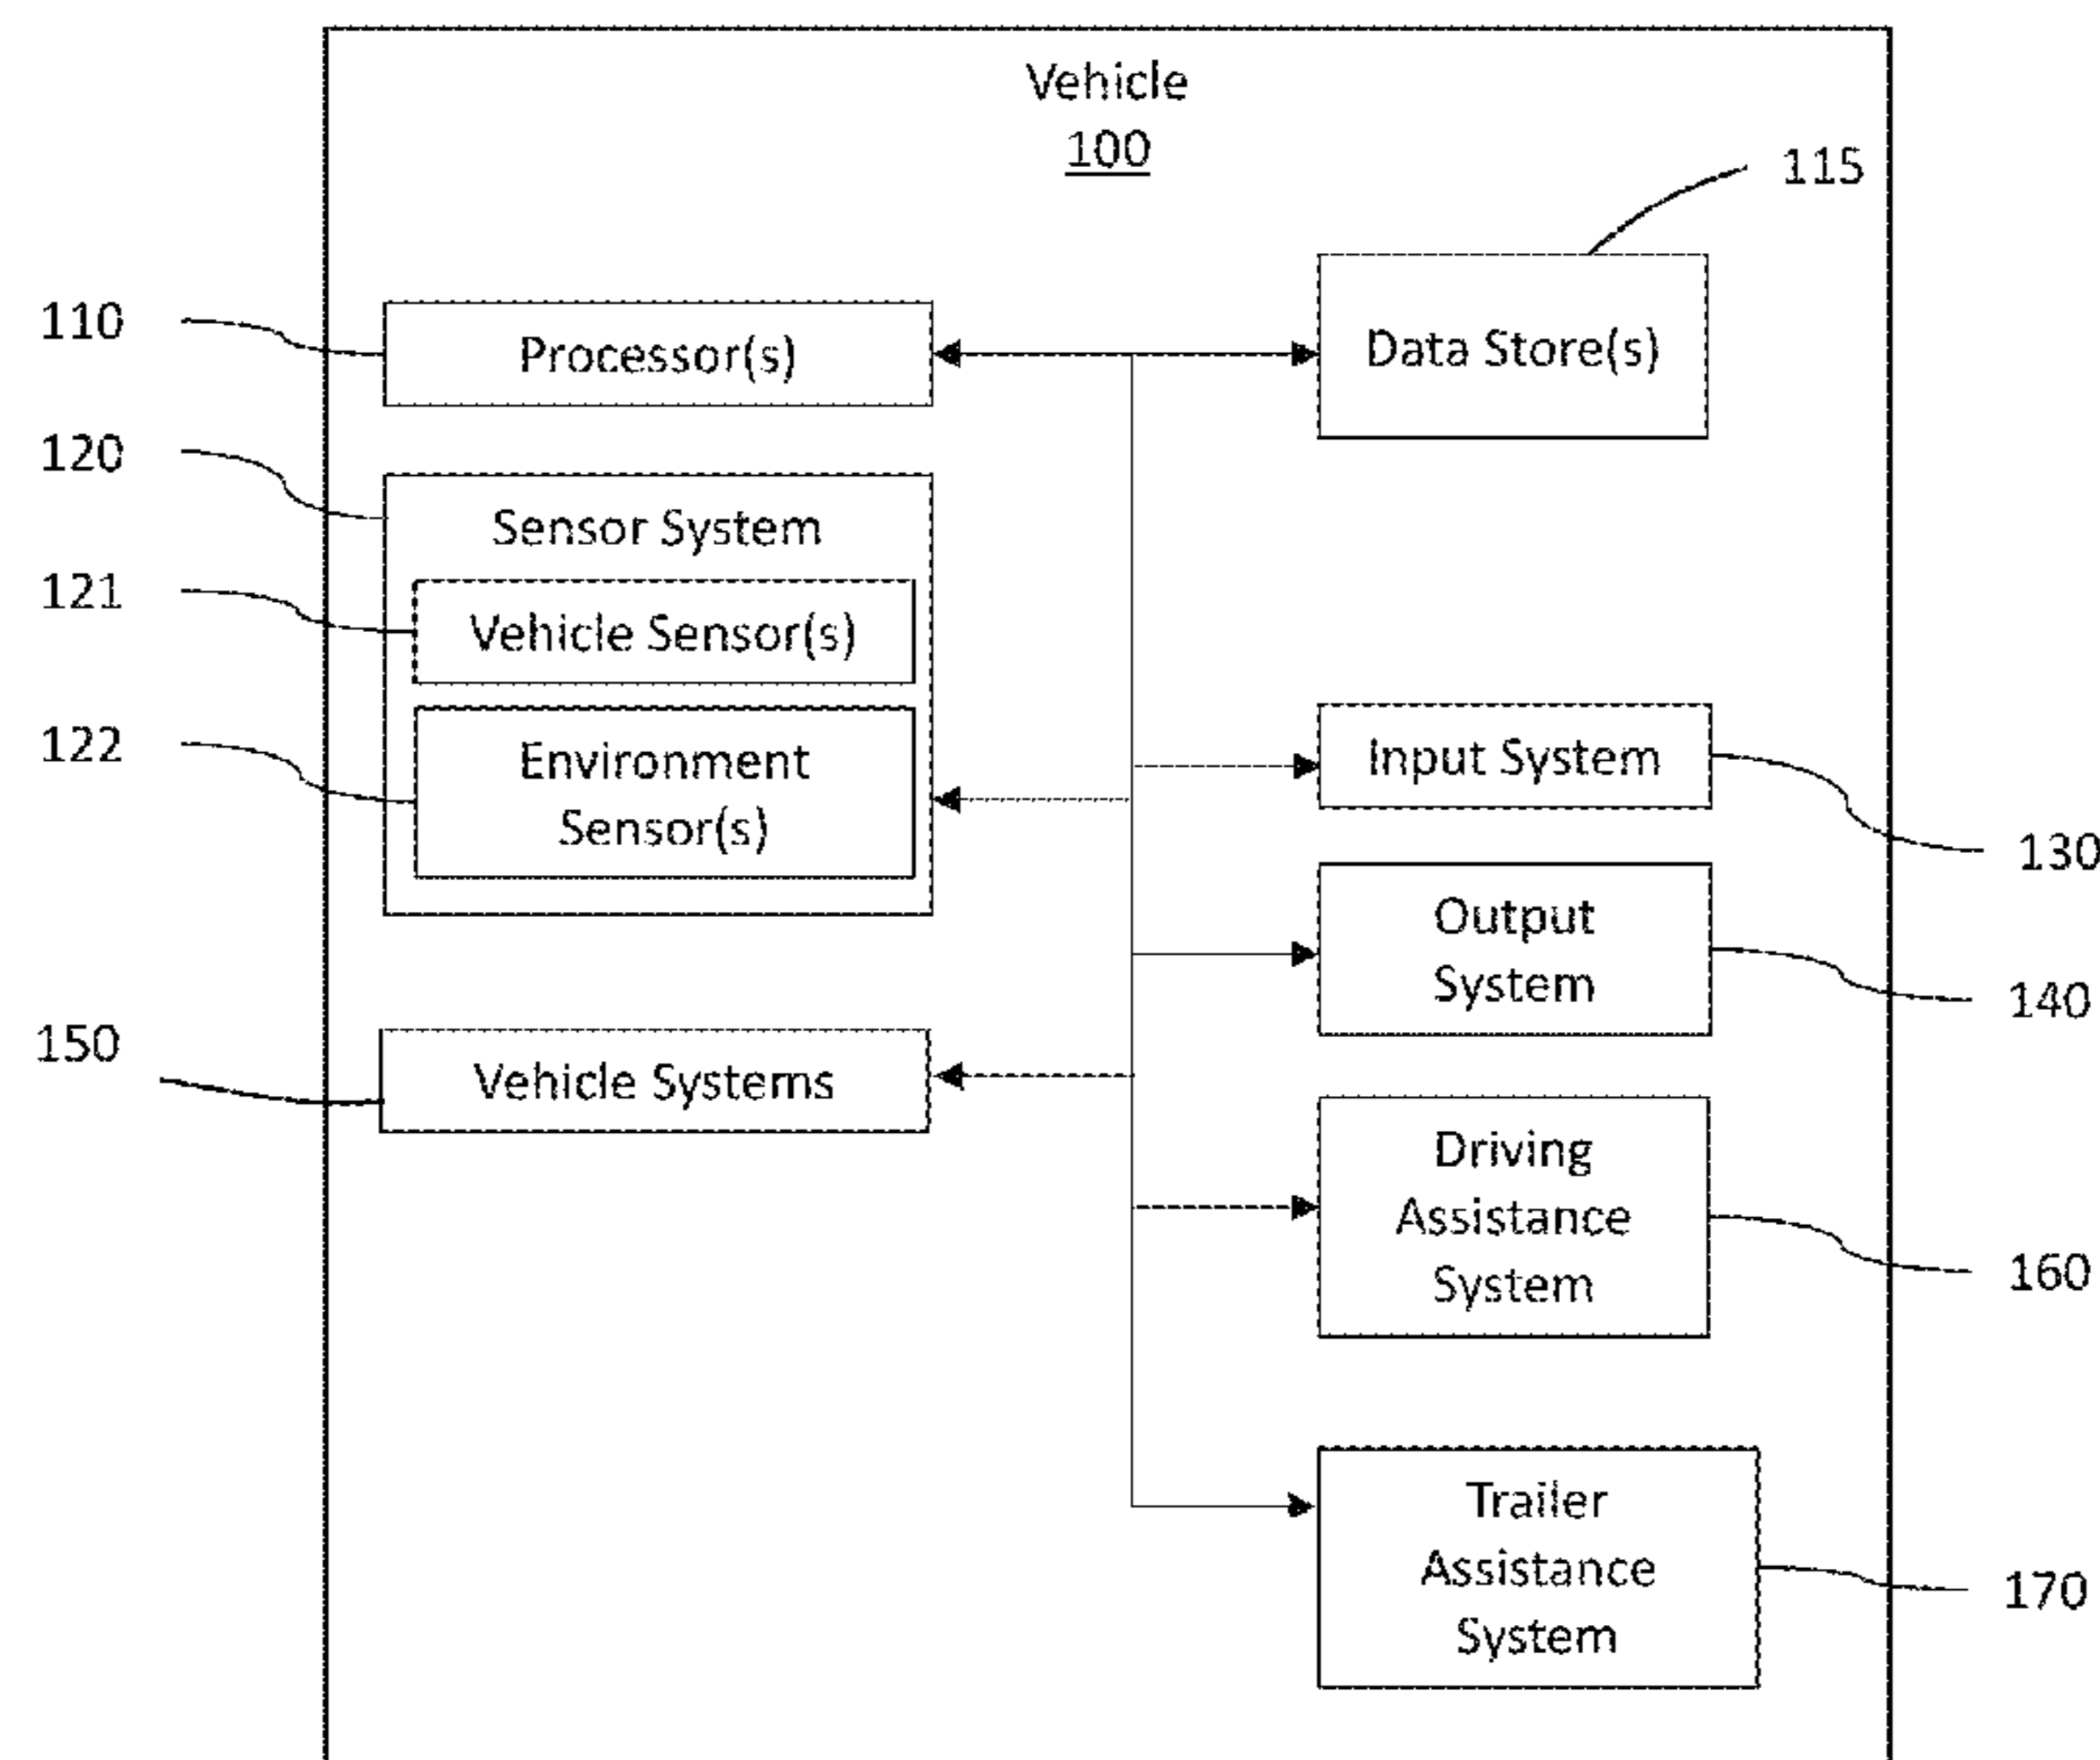 Vehicle
100
115
110
Processor(s)
Data Store(s)
120
Sensor System
121
Vehicle Sensor(s)
122
Environment
Sensor(s)
Input System
130
Output
System
140
150
Vehicle Systems
Driving
Assistance
System
160
Trailer
Assistance
System
170